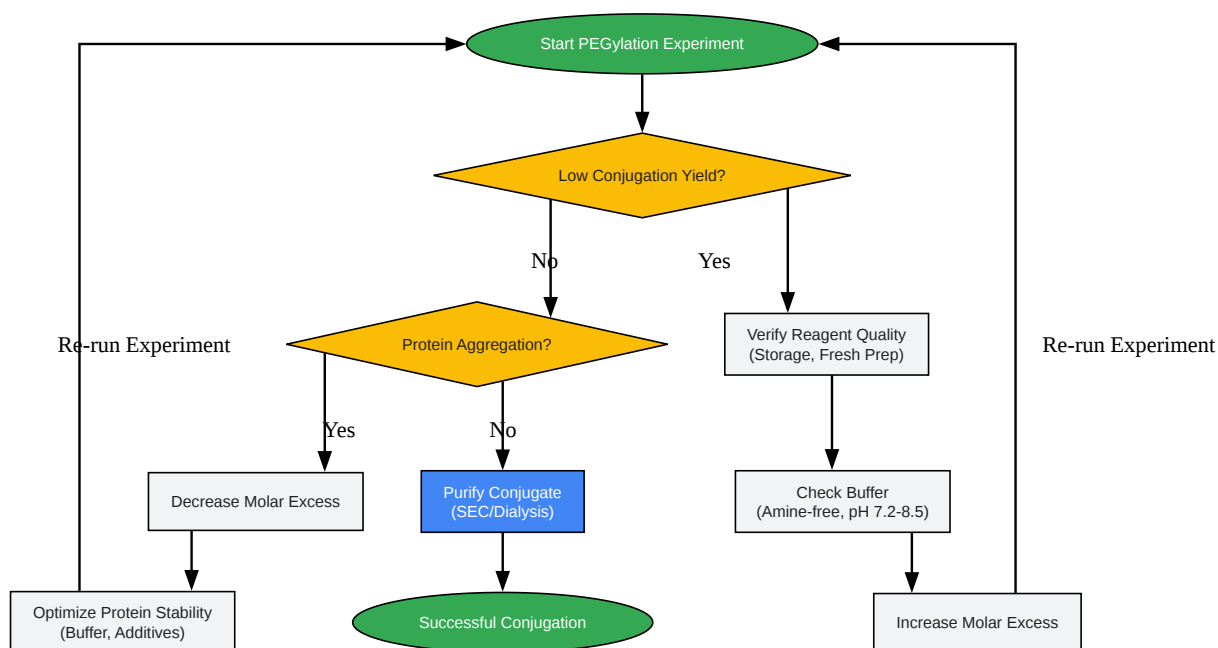 Start PEGylation Experiment
Low Conjugation Yield?
No
Yes
Protein Aggregation?
Verify Reagent Quality
(Storage, Fresh Prep)
Re-run Experiment
Re-run Experiment
Yes
No
Decrease Molar Excess
Purify Conjugate
(SEC/Dialysis)
Check Buffer
(Amine-free, pH 7.2-8.5)
Optimize Protein Stability
(Buffer, Additives)
Successful Conjugation
Increase Molar Excess